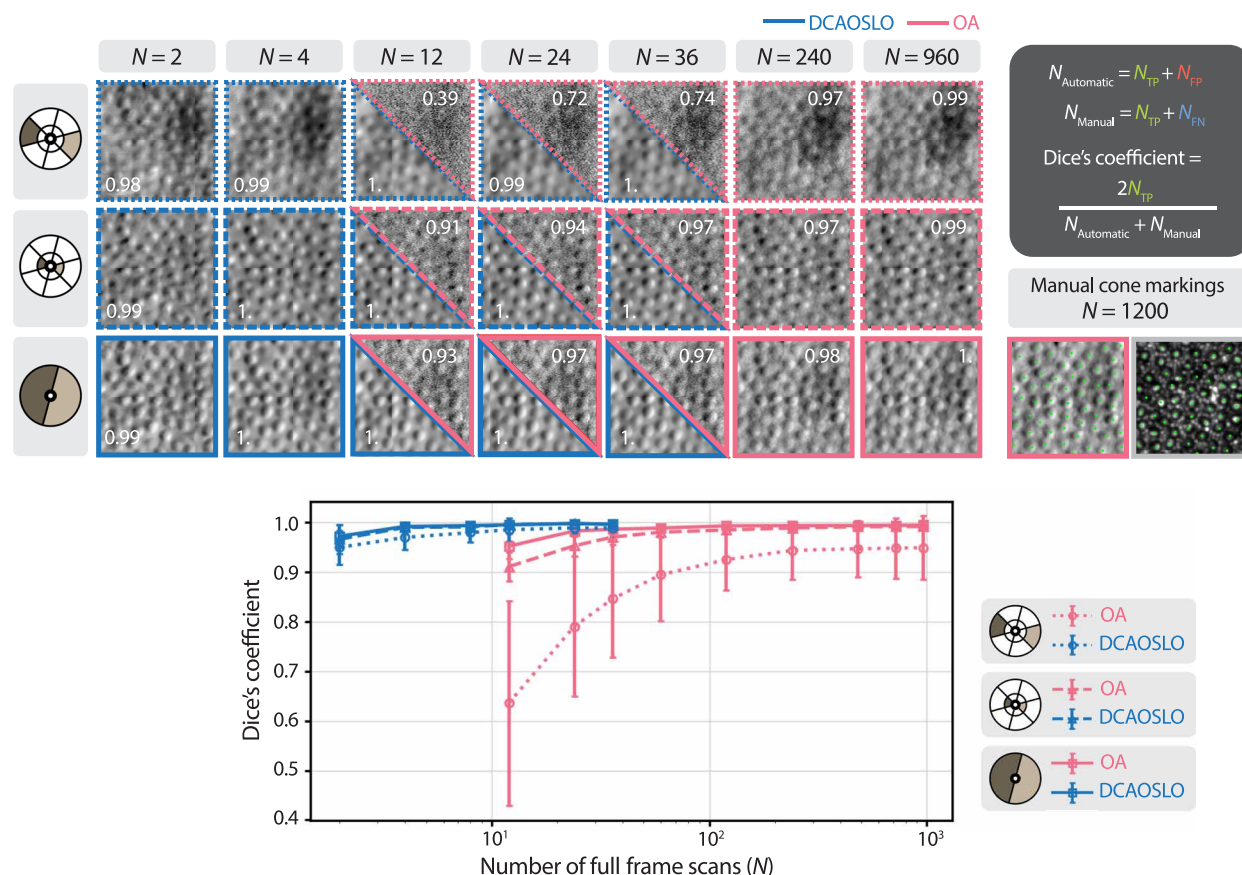 DCAOSLO OA
N = 2 N = 4 N = 12 N = 24 N = 36 N = 240 N = 960
0.39 0.72 0.74 0.97 0.99
0.98 0.99 1. 0.99 1.
0.91 0.94 0.97 0.97 0.99
0.99 1. 1. 1. 1.
0.93 0.97 0.97 0.98 1.
0.99 1. 1. 1. 1.
N_Automatic = N_TP + N_FP
N_Manual = N_TP + N_FN
Dice's coefficient =
2N_TP
N_Automatic + N_Manual
Manual cone markings
N = 1200
1.0
0.9
0.8
0.7
0.6
0.5
0.4
Dice's coefficient
10¹ 10² 10³
Number of full frame scans (N)
OA
DCAOSLO
OA
DCAOSLO
OA
DCAOSLO